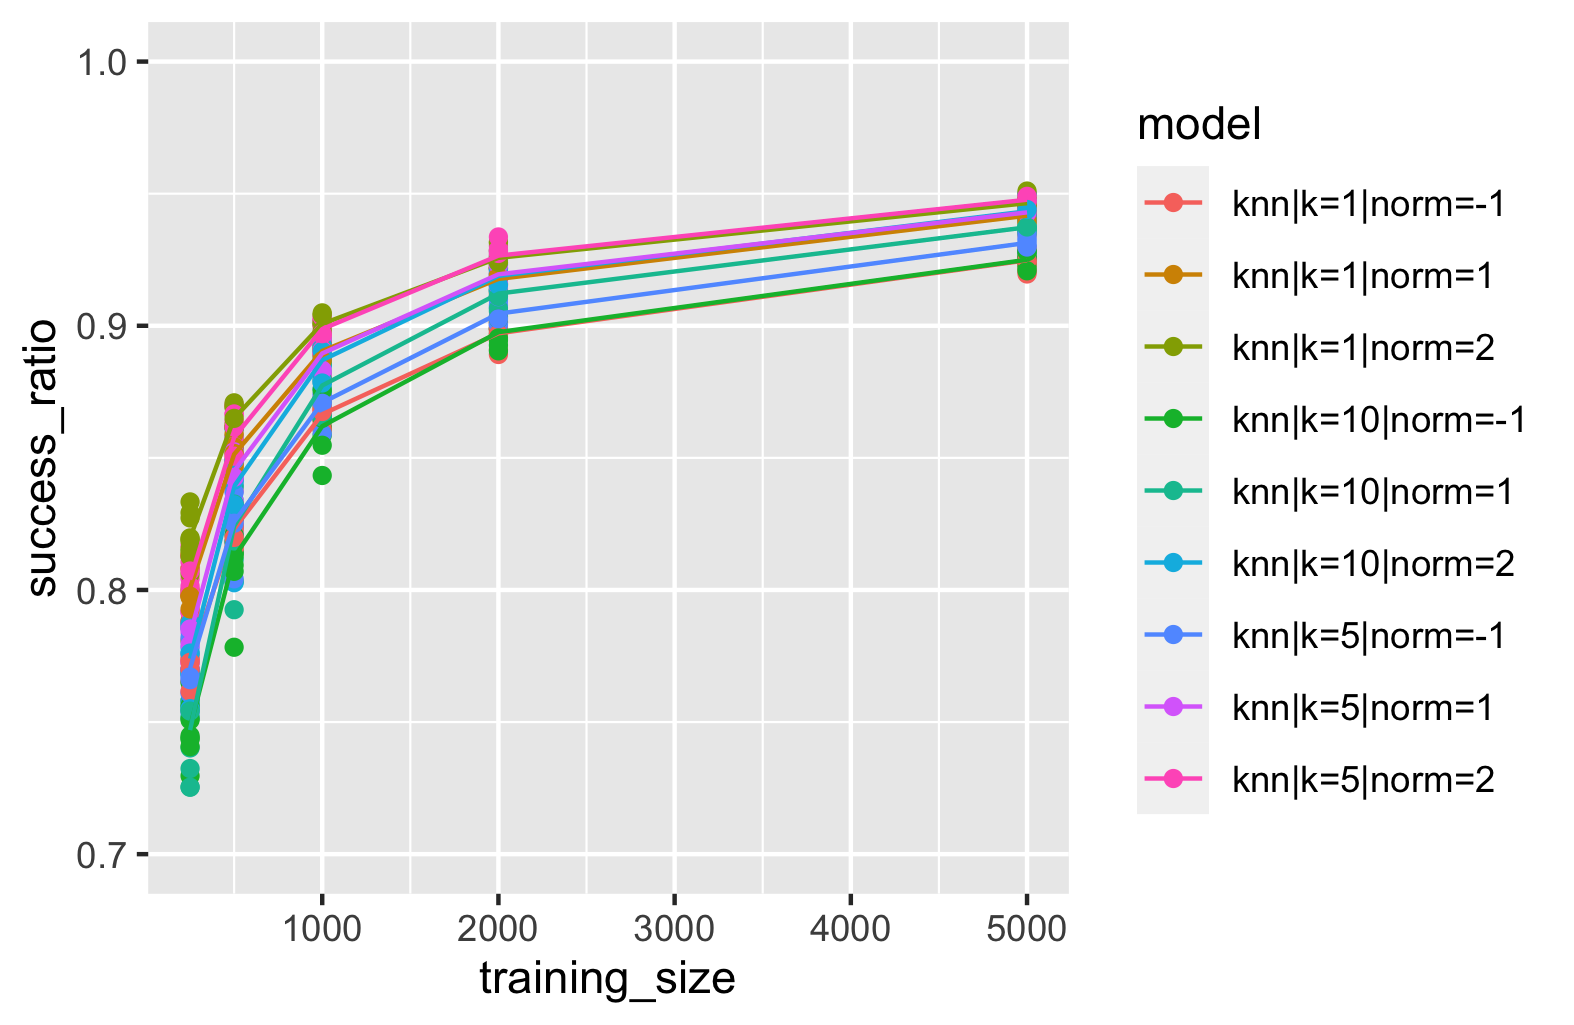 1.0
0.9
0.8
0.7
success_ratio
1000
2000
3000
4000
5000
training_size
model
knn|k=1|norm=-1
knn|k=1|norm=1
knn|k=1|norm=2
knn|k=10|norm=-1
knn|k=10|norm=1
knn|k=10|norm=2
knn|k=5|norm=-1
knn|k=5|norm=1
knn|k=5|norm=2